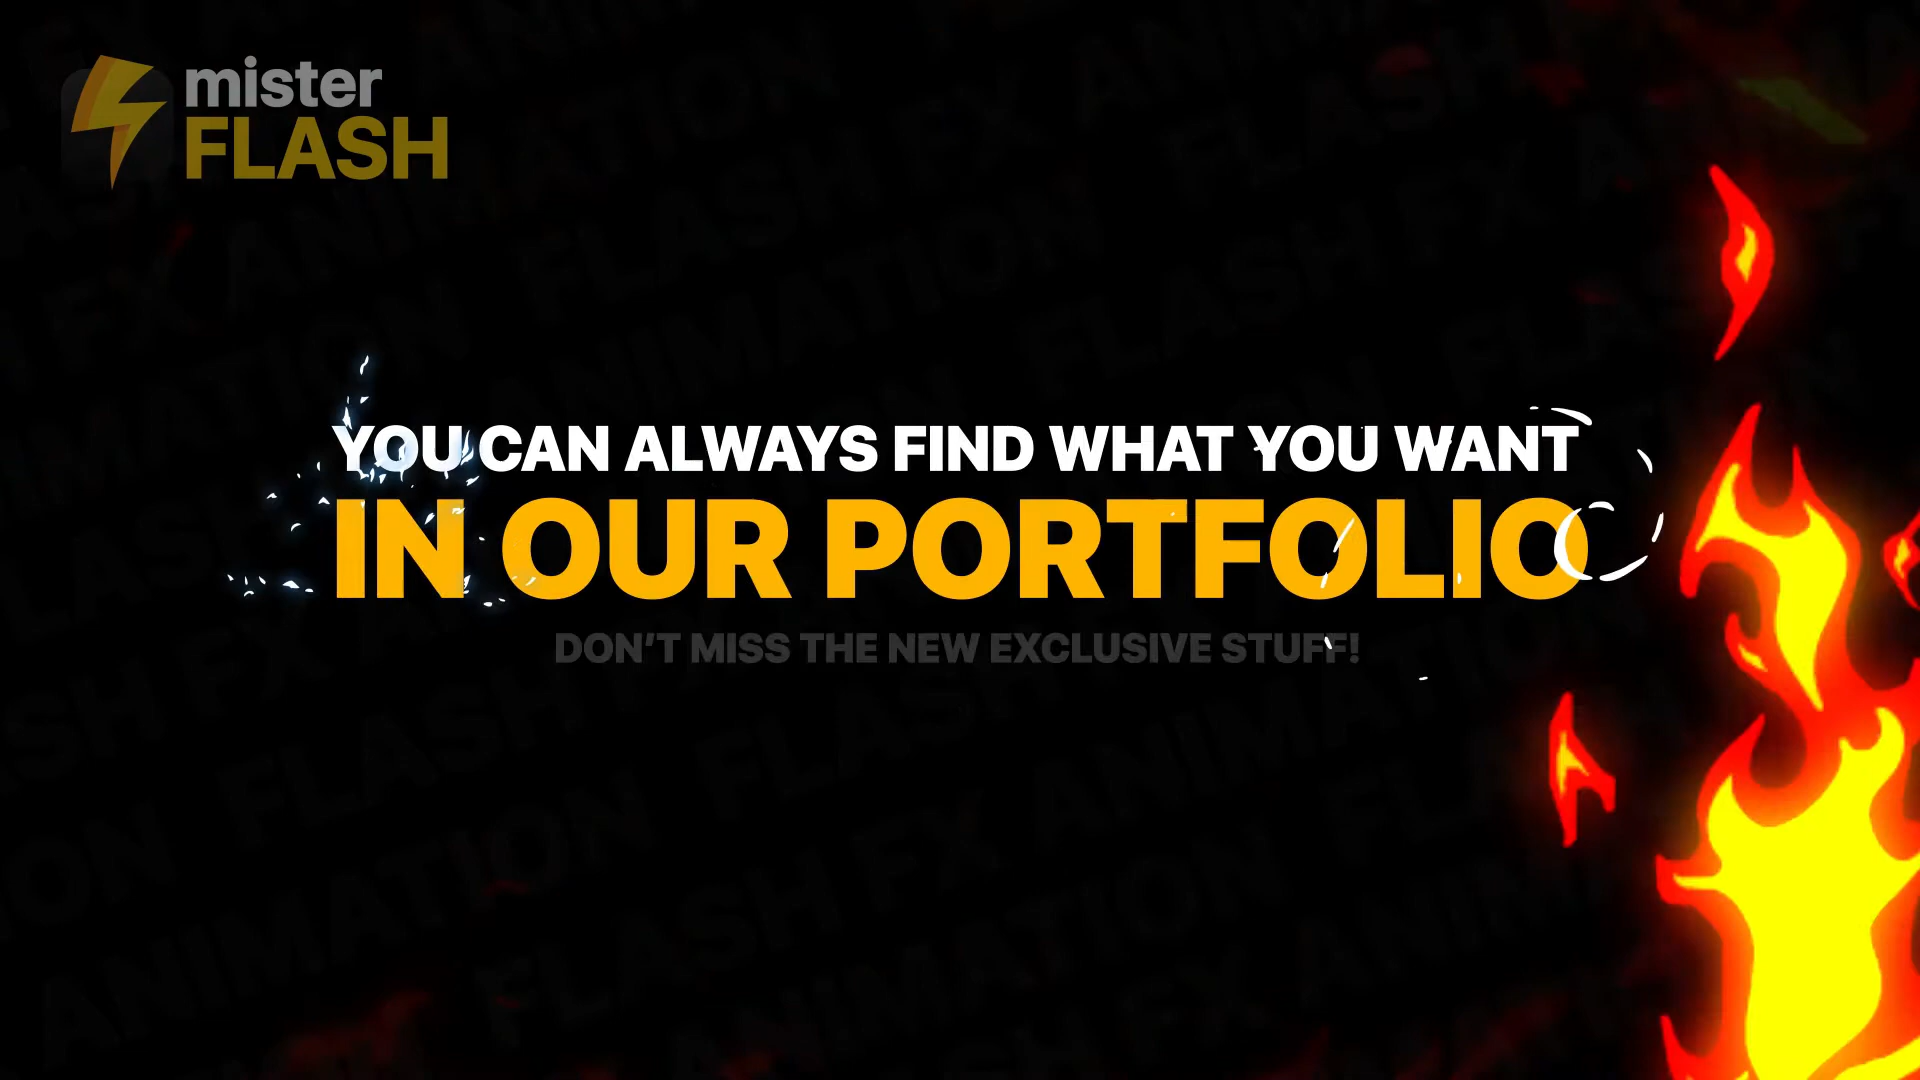 mister
FLASH
YOU CAN ALWAYS FIND WHAT YOU WANT
IN OUR PORTFOLIO
DON’T MISS THE NEW EXCLUSIVE STUFF!